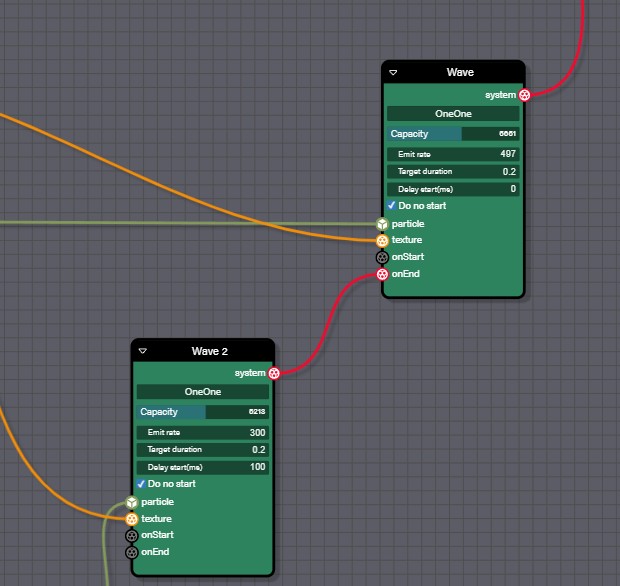 Wave
system
OneOne
Capacity 6661
Emit rate 497
Target duration 0.2
Delay start(ms) 0
Do no start
particle
texture
onStart
onEnd
Wave 2
system
OneOne
Capacity 6213
Emit rate 300
Target duration 0.2
Delay start(ms) 100
Do no start
particle
texture
onStart
onEnd